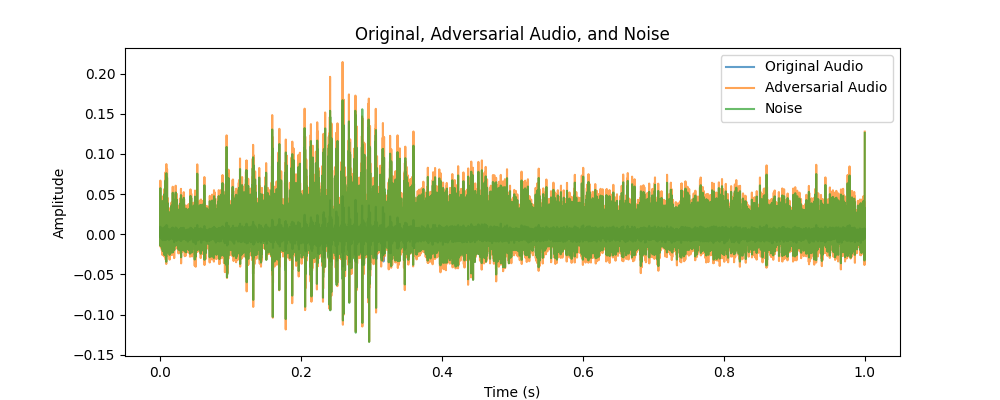 Original, Adversarial Audio, and Noise
Original Audio
Adversarial Audio
Noise
Amplitude
0.20
0.15
0.10
0.05
0.00
−0.05
−0.10
−0.15
0.0 0.2 0.4 0.6 0.8 1.0
Time (s)